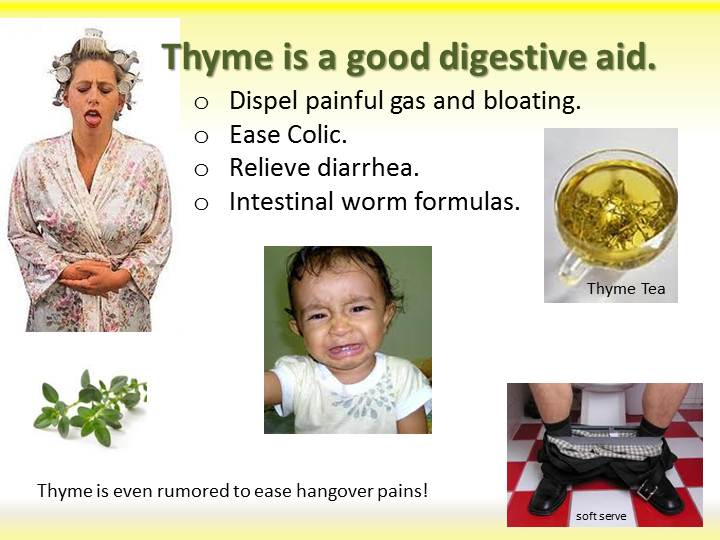 Thyme is a good digestive aid.
o Dispel painful gas and bloating.
o Ease Colic.
o Relieve diarrhea.
o Intestinal worm formulas.
Thyme Tea
Thyme is even rumored to ease hangover pains!
soft serve